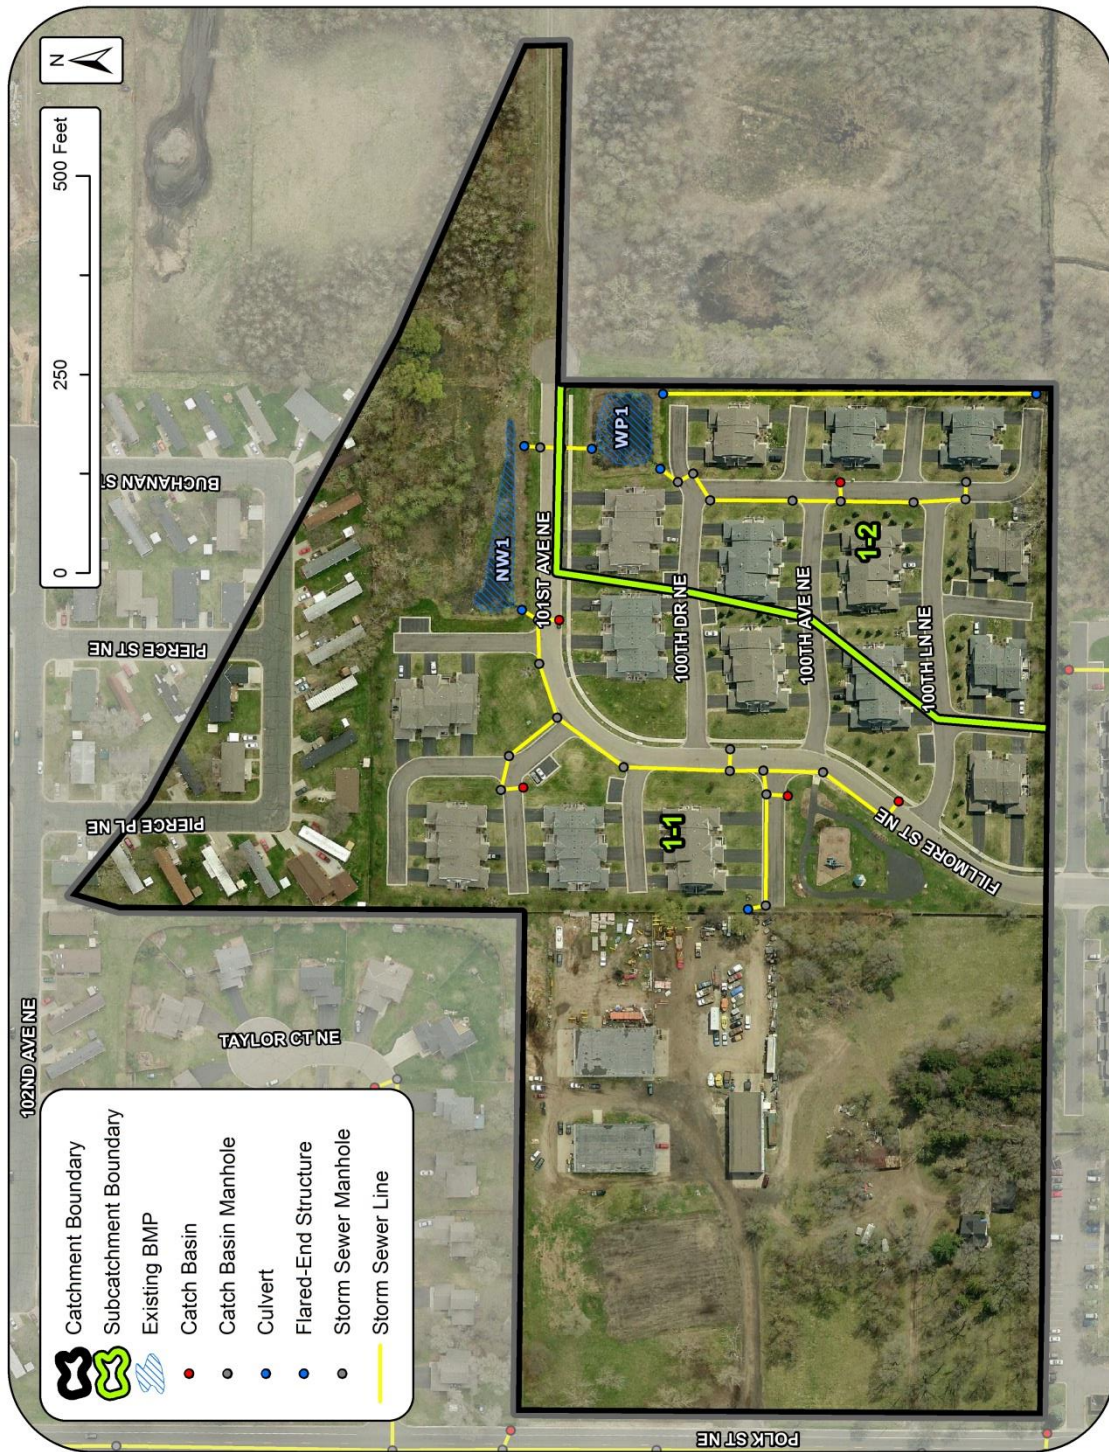 N
500 Feet
250
0
102ND AVE NE
BUCHANAN ST
PIERCE ST NE
PIERCE PL NE
TAYLOR CT NE
NW1
WP1
101ST AVE NE
100TH DR NE
100TH AVE NE
100TH LN NE
1-2
1-1
FILLMORE ST NE
POLK ST NE
Catchment Boundary
Subcatchment Boundary
Existing BMP
Catch Basin
Catch Basin Manhole
Culvert
Flared-End Structure
Storm Sewer Manhole
Storm Sewer Line